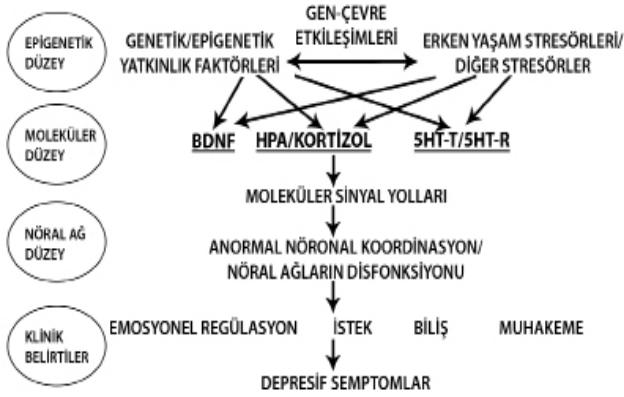 EPİGENETİK
DÜZEY
GENETİK/EPİGENETİK
YATKINLIK FAKTÖRLERİ
GEN-ÇEVRE
ETKİLEŞİMLERİ
ERKEN YAŞAM STRESÖRLERİ/
DİĞER STRESÖRLER
MOLEKÜLER
DÜZEY
BDNF HPA/KORTİZOL 5HT-T/5HT-R
MOLEKÜLER SİNYAL YOLLARI
NÖRAL AĞ
DÜZEY
ANORMAL NÖRONAL KOORDİNASYON/
NÖRAL AĞLARIN DISFONKSİYONU
KLİNİK
BELİRTİLER
EMOSYONEL REGÜLASYON İSTEK BİLİŞ MUHAKEME
DEPRESİF SEMPTOMLAR